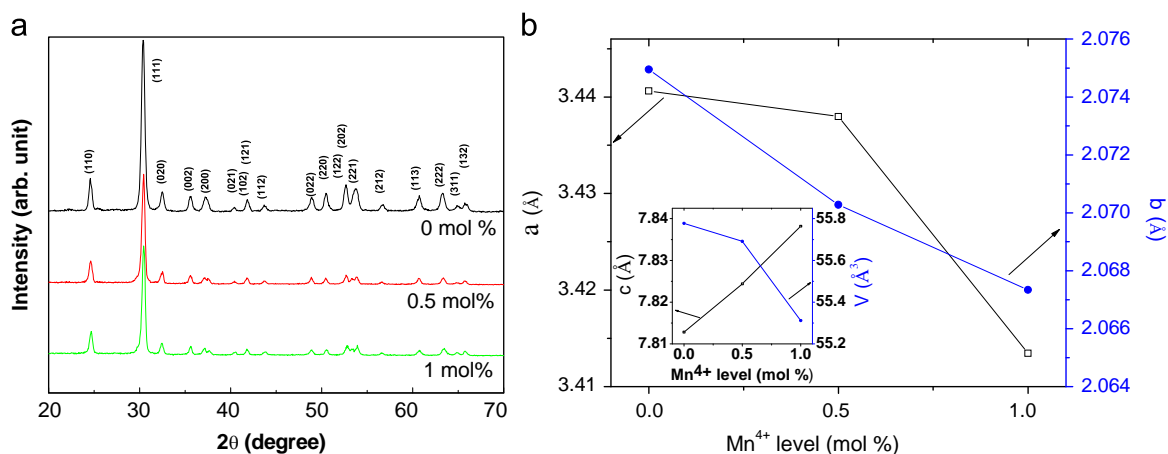 a
Intensity (arb. unit)
(110)
(111)
(020)
(002)
(200)
(021)
(102)
(121)
(112)
(022)
(220)
(122)
(202)
(221)
(212)
(113)
(222)
(311)
(132)
0 mol %
0.5 mol%
1 mol%
20 30 40 50 60 70
2θ (degree)
b
a (Å)
3.44
3.43
3.42
3.41
2.076
2.074
2.072
2.070
2.068
2.066
2.064
b (Å)
0.0 0.5 1.0
Mn4+ level (mol %)
c (Å)
7.84
7.83
7.82
7.81
55.8
55.6
55.4
55.2
V (Å3)
0.0 0.5 1.0
Mn4+ level (mol %)